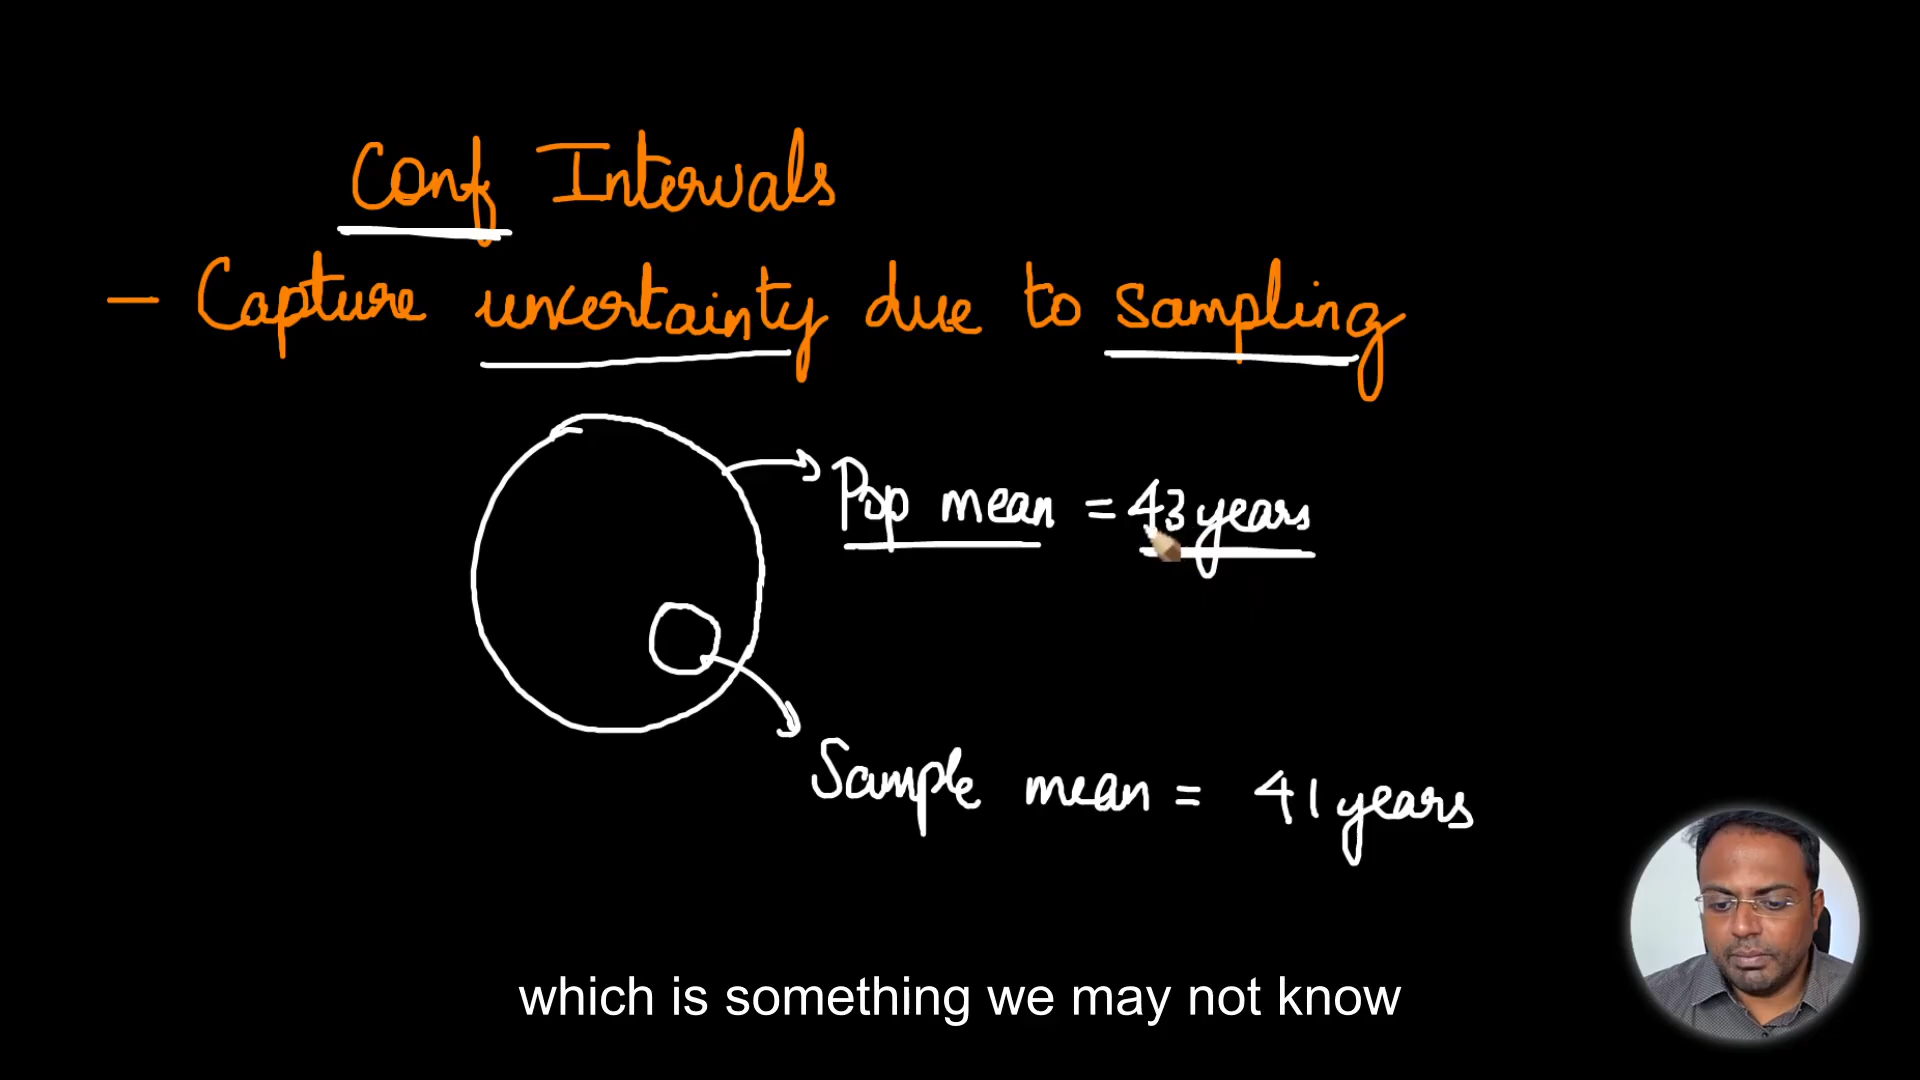 Conf Intervals
- Capture uncertainty due to sampling
Pop mean = 43 years
Sample mean = 41 years
which is something we may not know